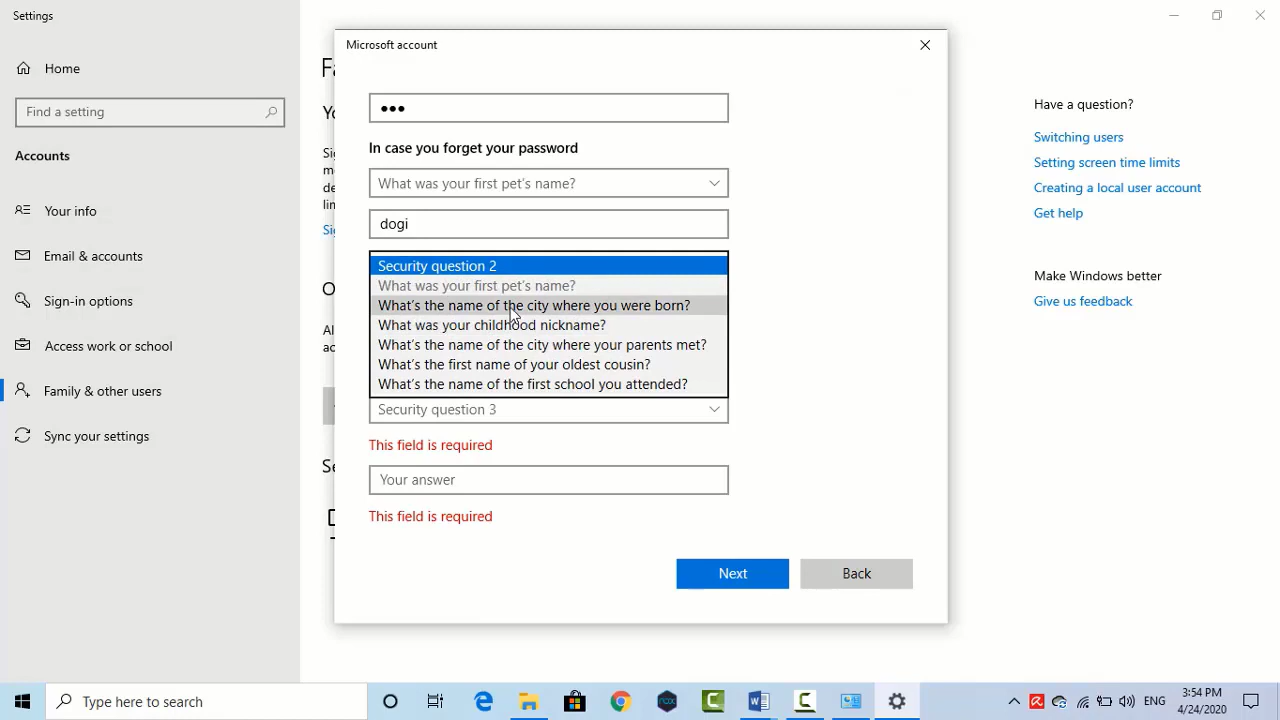 Settings
Home
Find a setting
Accounts
Your info
Email & accounts
Sign-in options
Access work or school
Family & other users
Sync your settings
Microsoft account
●●●
In case you forget your password
What was your first pet's name?
dogi
Security question 2
What was your first pet's name?
What's the name of the city where you were born?
What was your childhood nickname?
What's the name of the city where your parents met?
What's the first name of your oldest cousin?
What's the name of the first school you attended?
Security question 3
This field is required
Your answer
This field is required
Next
Back
Have a question?
Switching users
Setting screen time limits
Creating a local user account
Get help
Make Windows better
Give us feedback
Type here to search
ENG
3:54 PM
4/24/2020